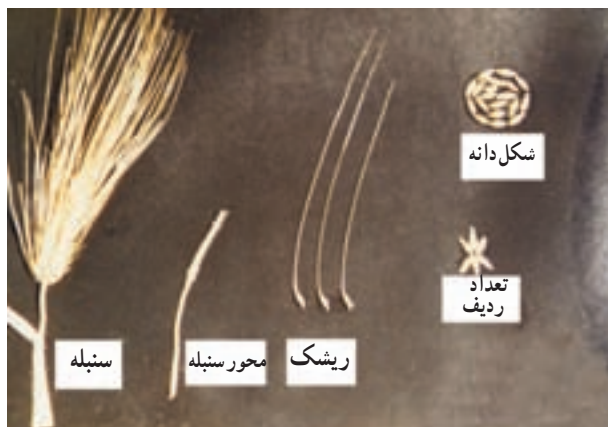 شکل دانه
تعداد
ردیف
ریشک
محور سنبله
سنبله